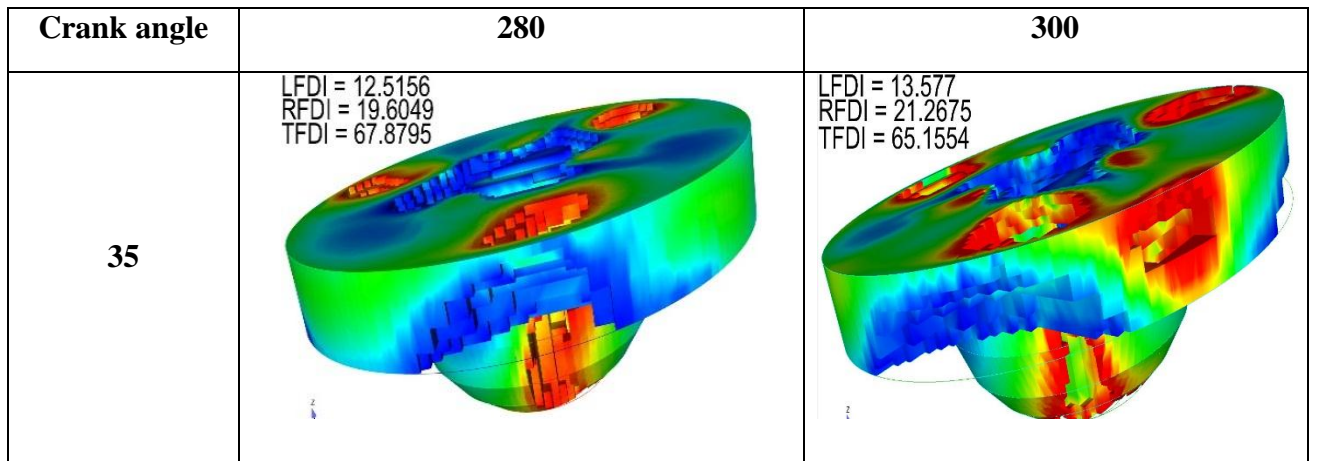 Crank angle
280
300
LFDI = 12.5156
RFDI = 19.6049
TFDI = 67.8795
LFDI = 13.577
RFDI = 21.2675
TFDI = 65.1554
35
z
z